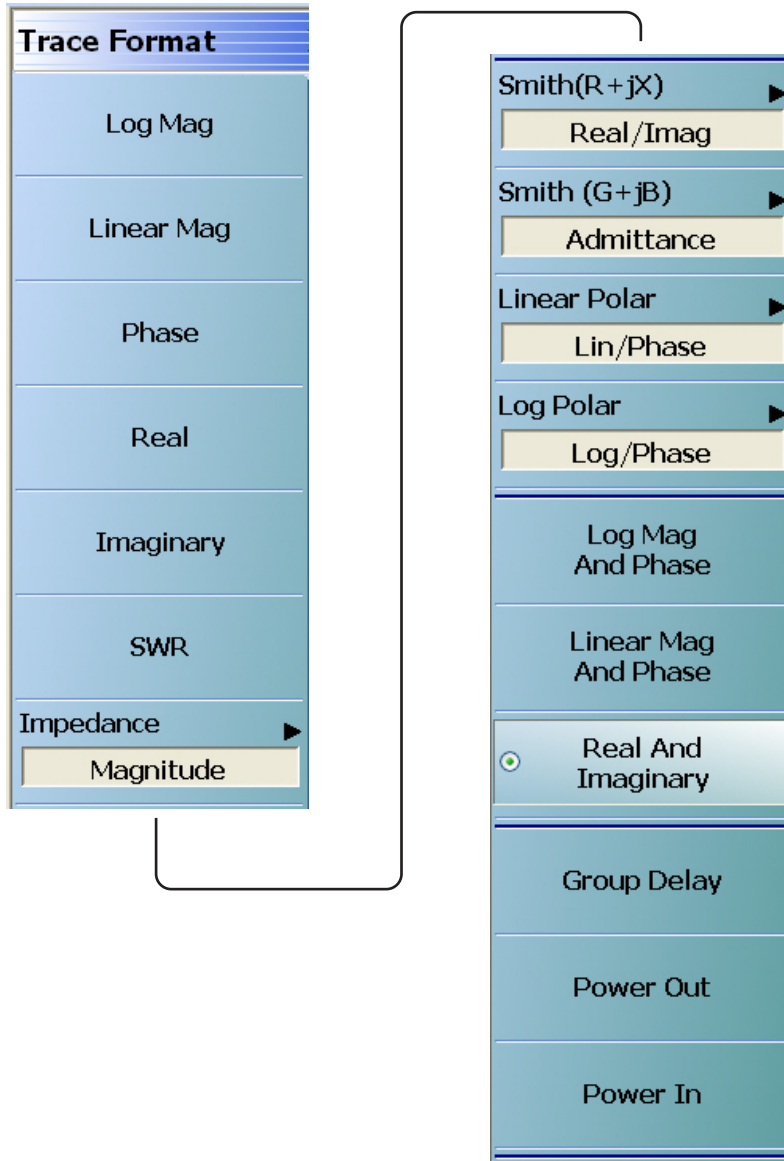 Trace Format
Log Mag
Linear Mag
Phase
Real
Imaginary
SWR
Impedance
Magnitude
Smith(R+jX)
Real/Imag
Smith (G+jB)
Admittance
Linear Polar
Lin/Phase
Log Polar
Log/Phase
Log Mag
And Phase
Linear Mag
And Phase
Real And
Imaginary
Group Delay
Power Out
Power In